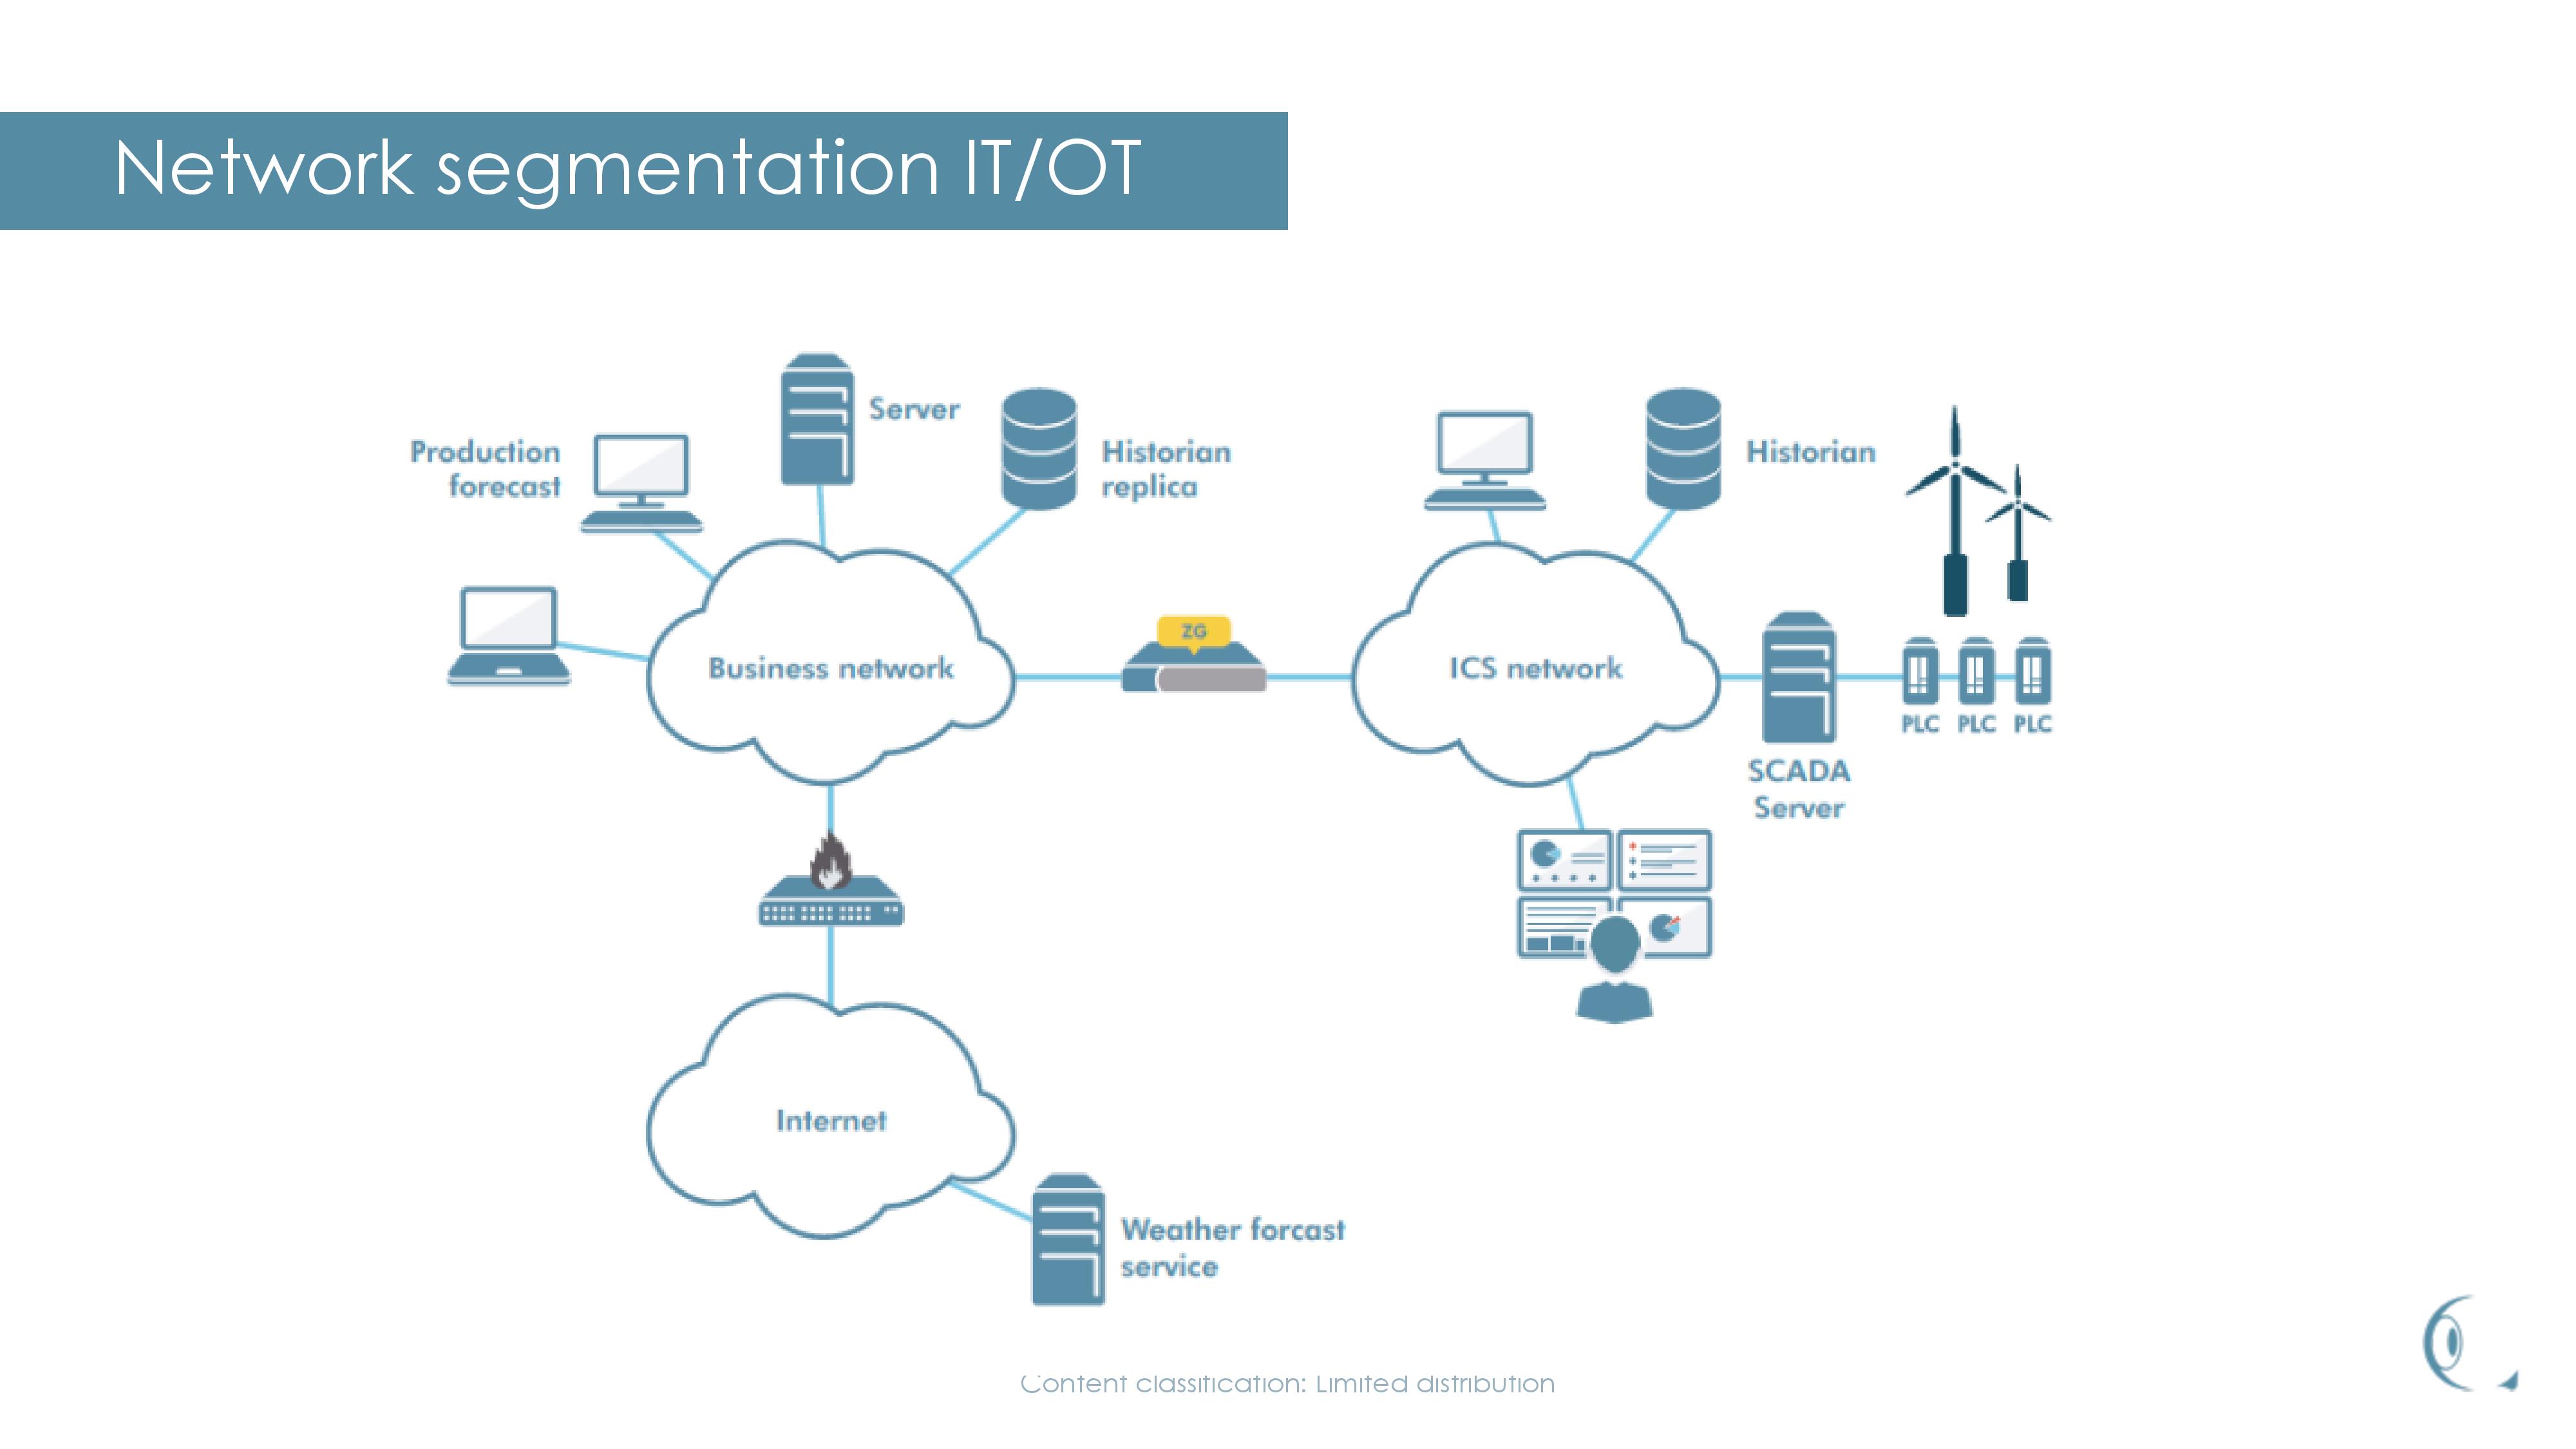 Network segmentation IT/OT
Server
Production
forecast
Historian
replica
Historian
ZG
Business network
ICS network
PLC PLC PLC
SCADA
Server
Internet
Weather forcast
service
Content classification: Limited distribution